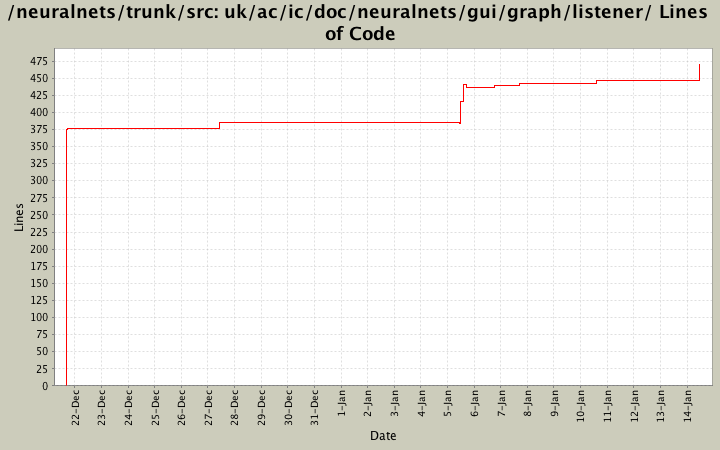 /neuralnets/trunk/src: uk/ac/ic/doc/neuralnets/gui/graph/listener/ Lines
of Code
Lines
475
450
425
400
375
350
325
300
275
250
225
200
175
150
125
100
75
50
25
0
22-Dec
23-Dec
24-Dec
25-Dec
26-Dec
27-Dec
28-Dec
29-Dec
30-Dec
31-Dec
1-Jan
2-Jan
3-Jan
4-Jan
5-Jan
6-Jan
7-Jan
8-Jan
9-Jan
10-Jan
11-Jan
12-Jan
13-Jan
14-Jan
Date